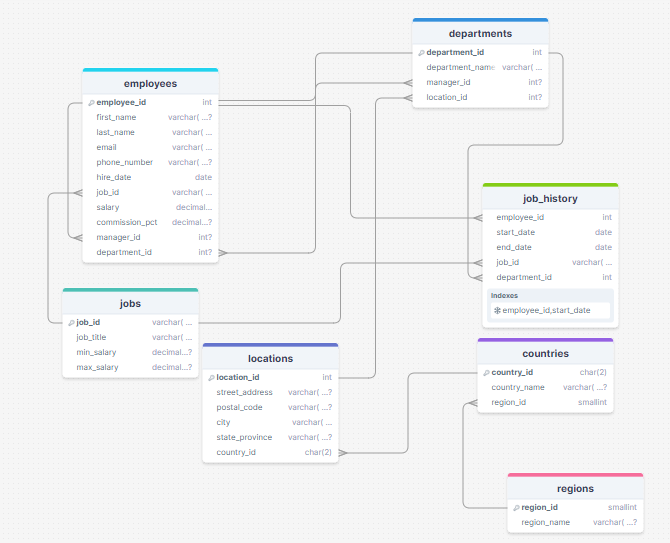 departments
department_id int
department_name varchar( ...
manager_id int?
location_id int?
employees
employee_id int
first_name varchar( ...?
last_name varchar( ...
email varchar( ...
phone_number varchar( ...?
hire_date date
job_id varchar( ...
salary decimal...
commission_pct decimal...?
manager_id int?
department_id int?
job_history
employee_id int
start_date date
end_date date
job_id varchar( ...
department_id int
Indexes
employee_id,start_date
jobs
job_id varchar( ...
job_title varchar( ...
min_salary decimal...?
max_salary decimal...?
locations
location_id int
street_address varchar( ...?
postal_code varchar( ...?
city varchar( ...
state_province varchar( ...?
country_id char(2)
countries
country_id char(2)
country_name varchar( ...?
region_id smallint
regions
region_id smallint
region_name varchar( ...?